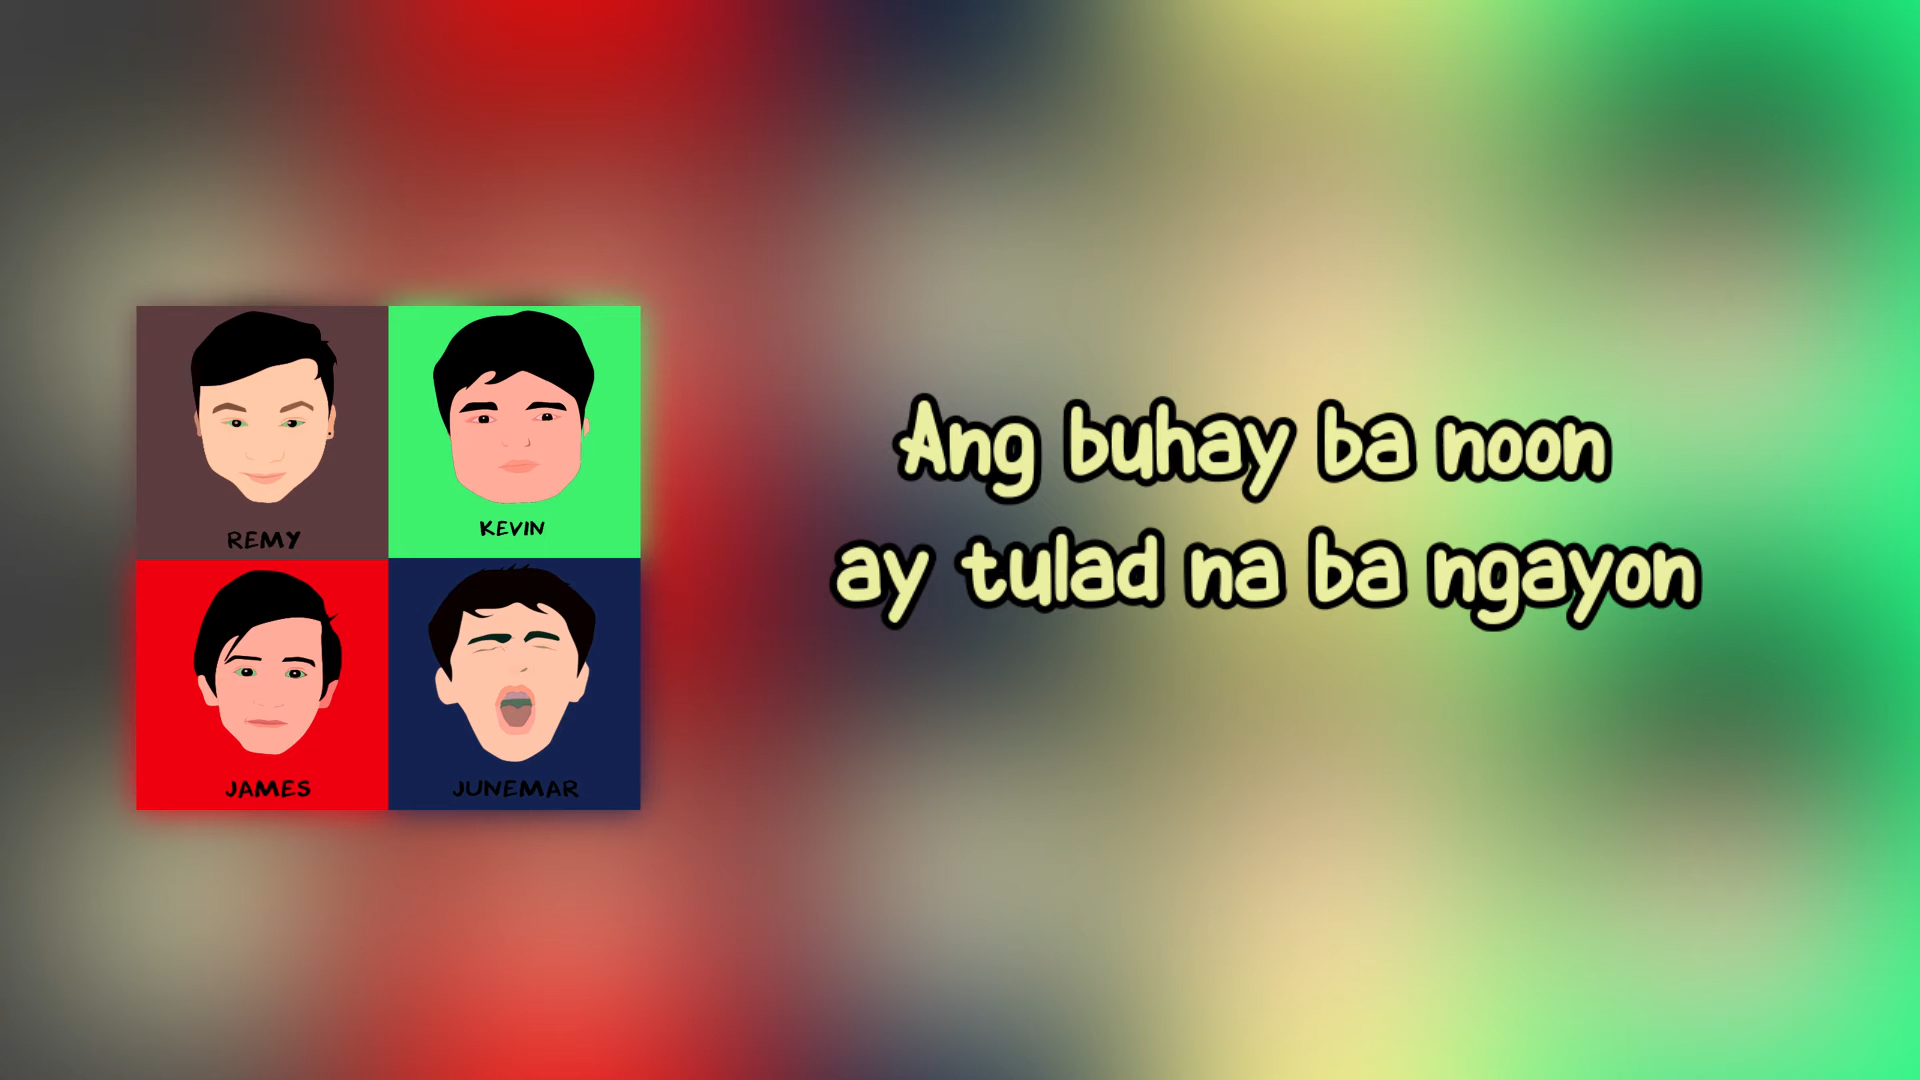 REMY
KEVIN
JAMES
JUNEMAR
Ang buhay ba noon
ay tulad na ba ngayon